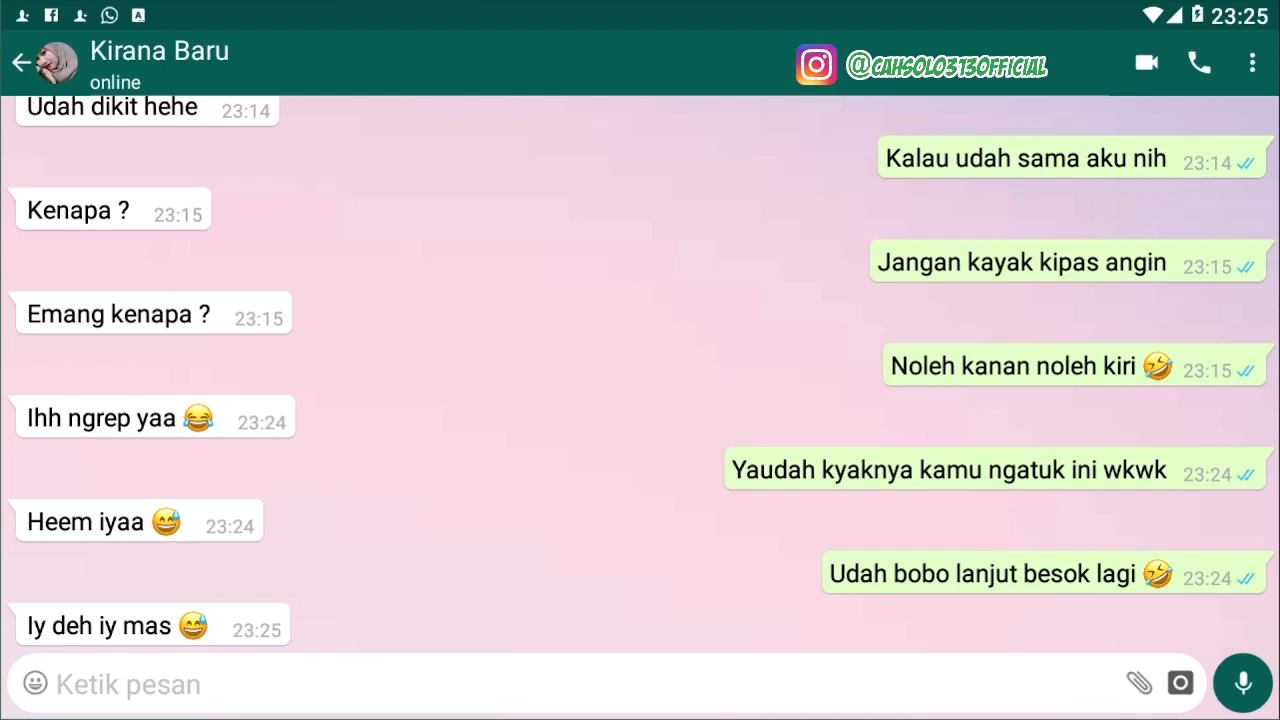 23:25
Kirana Baru
online
@CAHSOLO313OFFICIAL
Udah dikit hehe 23:14
Kalau udah sama aku nih 23:14
Kenapa ? 23:15
Jangan kayak kipas angin 23:15
Emang kenapa ? 23:15
Noleh kanan noleh kiri 🤣 23:15
Ihh ngrep yaa 😂 23:24
Yaudah kyaknya kamu ngatuk ini wkwk 23:24
Heem iyaa 😅 23:24
Udah bobo lanjut besok lagi 🤣 23:24
Iy deh iy mas 😅 23:25
Ketik pesan